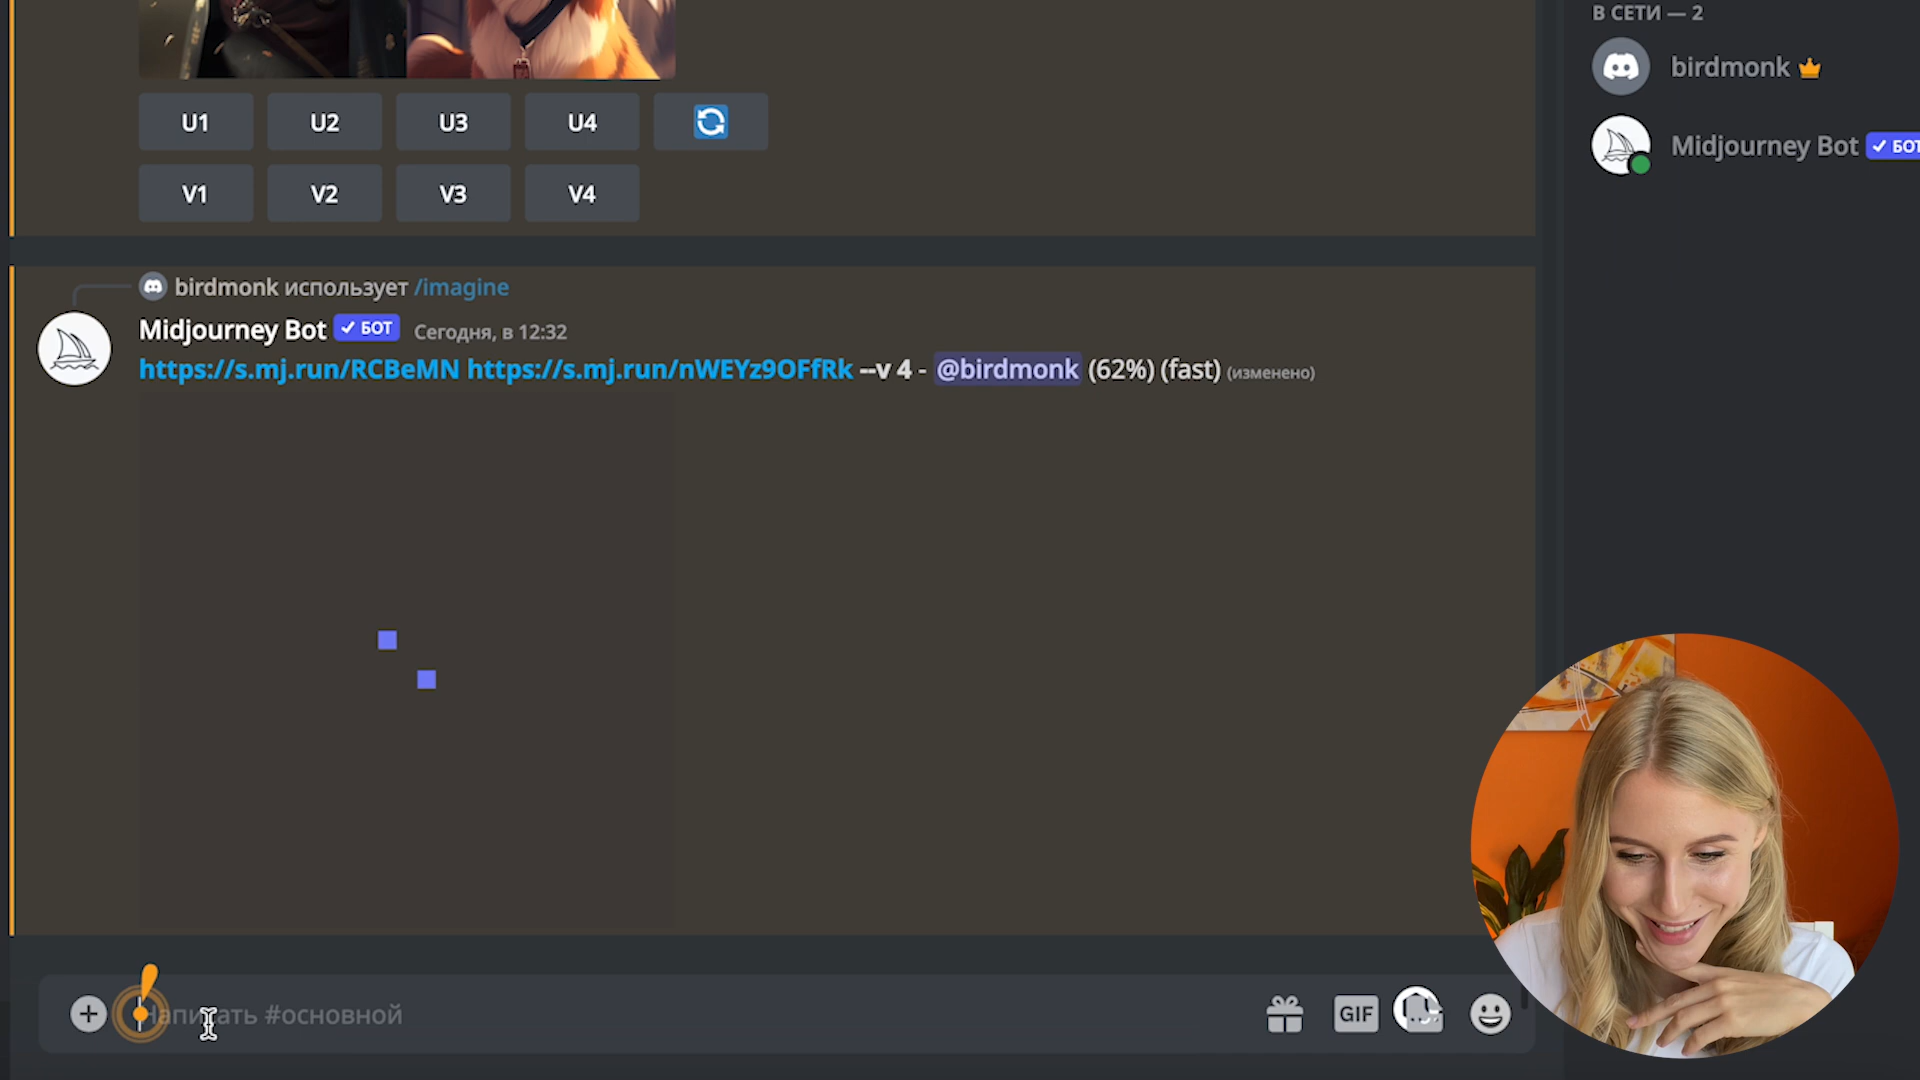 В СЕТИ — 2
birdmonk
Midjourney Bot ✓ БОТ
U1 U2 U3 U4
V1 V2 V3 V4
birdmonk использует /imagine
Midjourney Bot ✓ БОТ Сегодня, в 12:32
https://s.mj.run/RCBeMN https://s.mj.run/nWEYz9OFfRk --v 4 - @birdmonk (62%) (fast) (изменено)
Написать #основной
GIF